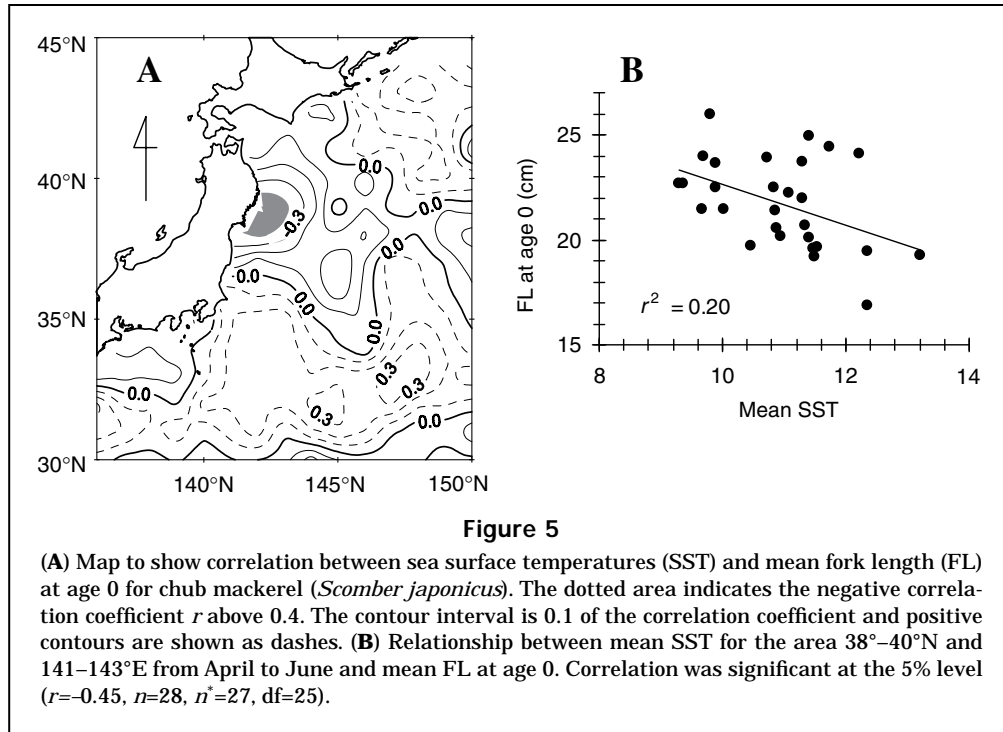 A
B
45°N
40°N
35°N
30°N
140°N
145°N
150°N
0.0
0.0
-0.3
0.0
-0.0
0.0
0.0
0.3
0.3
0.3
0.0
0.0
FL at age 0 (cm)
25
20
15
r² = 0.20
8
10
12
14
Mean SST
Figure 5
(A) Map to show correlation between sea surface temperatures (SST) and mean fork length (FL)
at age 0 for chub mackerel (Scomber japonicus). The dotted area indicates the negative correla-
tion coefficient r above 0.4. The contour interval is 0.1 of the correlation coefficient and positive
contours are shown as dashes. (B) Relationship between mean SST for the area 38°–40°N and
141–143°E from April to June and mean FL at age 0. Correlation was significant at the 5% level
(r=–0.45, n=28, n*=27, df=25).